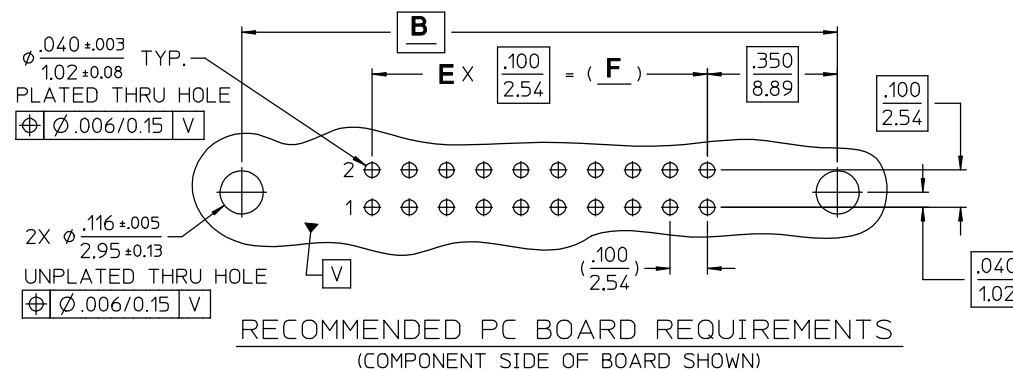 B
⌀ .040 ±.003 TYP.
1.02 ±0.08
PLATED THRU HOLE
⌖ ⌀.006/0.15 V
E X .100 = ( F )
2.54
.350
8.89
.100
2.54
2
1
2X ⌀ .116 ±.005
2.95 ±0.13
UNPLATED THRU HOLE
⌖ ⌀.006/0.15 V
V
(.100)
2.54
.040
1.02
RECOMMENDED PC BOARD REQUIREMENTS
(COMPONENT SIDE OF BOARD SHOWN)